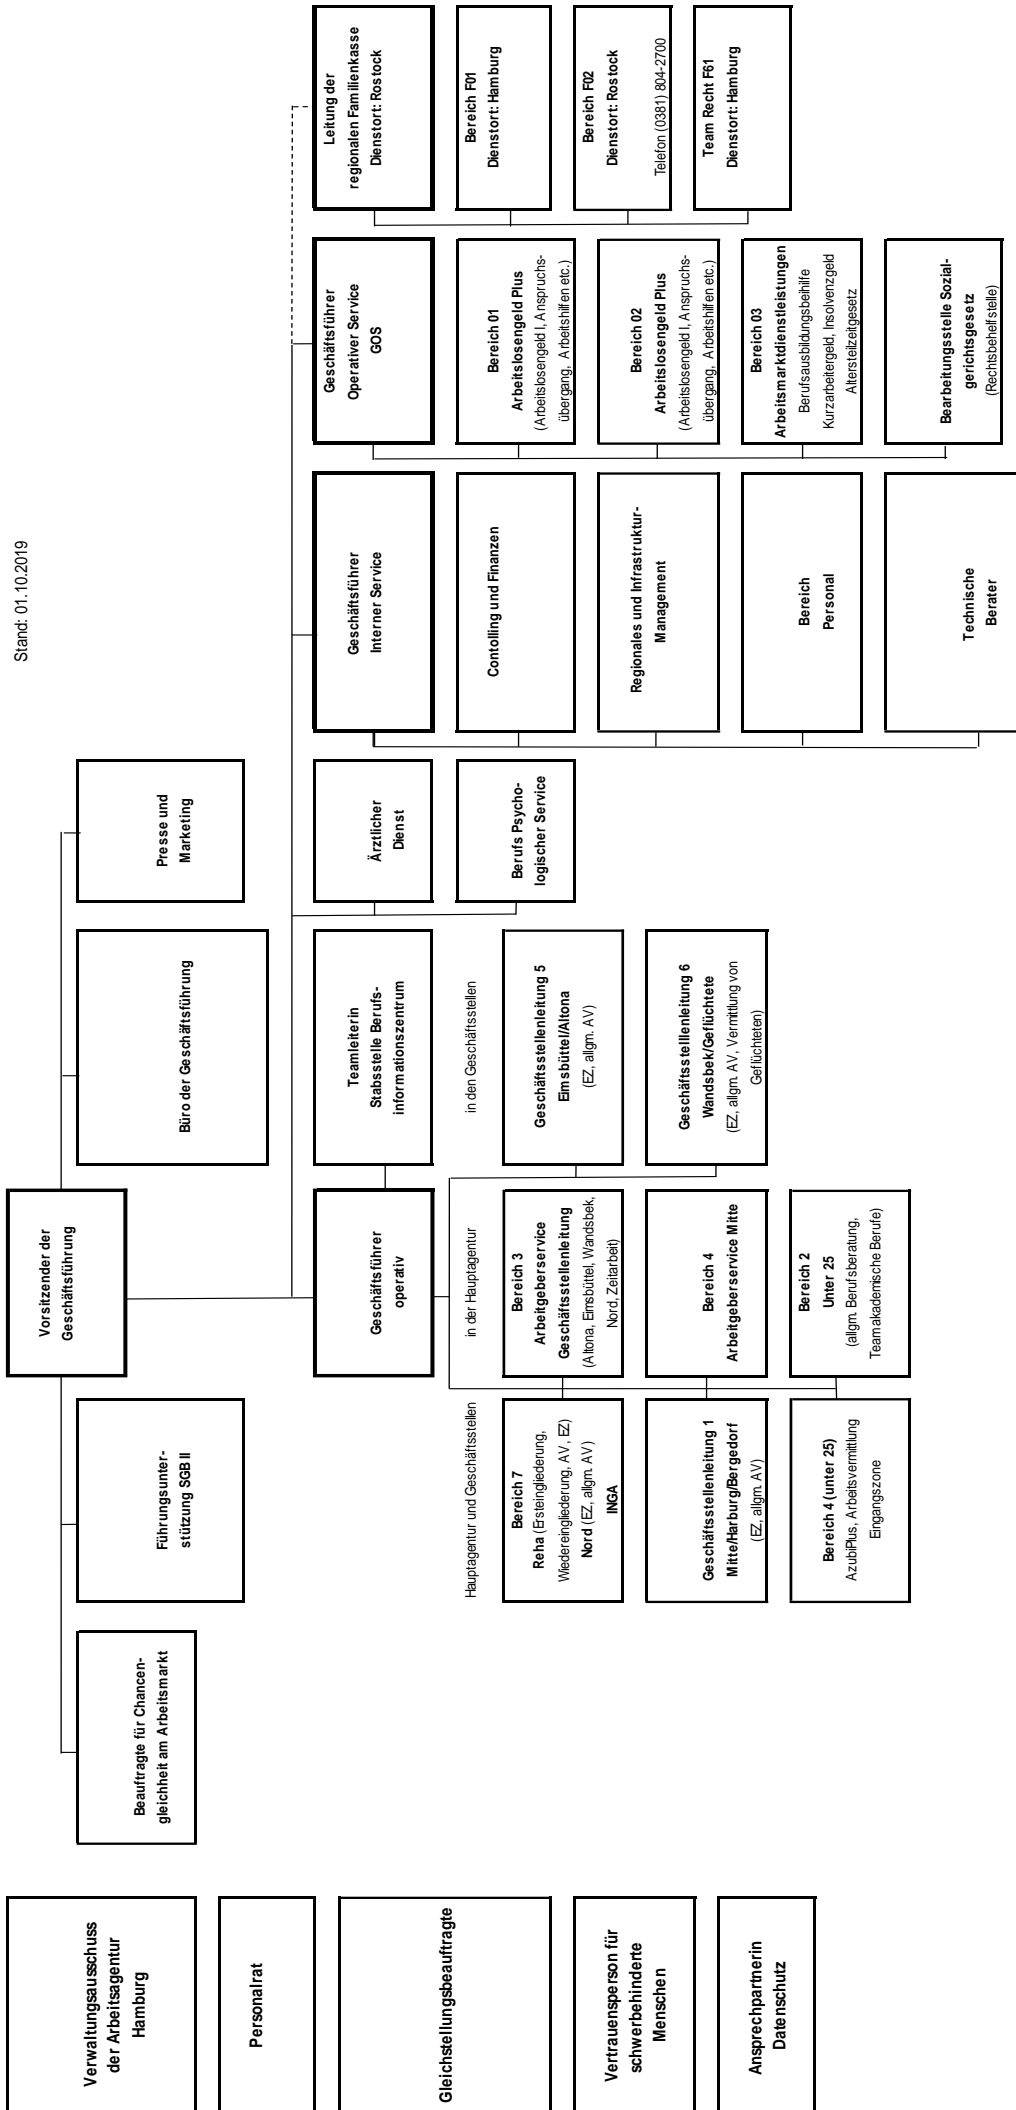 Stand: 01.10.2019
Verwaltungsausschuss
der Arbeitsagentur
Hamburg
Personalrat
Gleichstellungsbeauftragte
Vertrauensperson für
schwerbehinderte
Menschen
Ansprechpartnerin
Datenschutz
Vorsitzender der
Geschäftsführung
Beauftragte für Chancen-
gleichheit am Arbeitsmarkt
Führungsunter-
stützung SGB II
Büro der Geschäftsführung
Presse und
Marketing
Geschäftsführer
operativ
Teamleiterin
Stabsstelle Berufs-
informationszentrum
Ärztlicher
Dienst
Berufs Psycho-
logischer Service
Geschäftsführer
Interner Service
Contolling und Finanzen
Regionales und Infrastruktur-
Management
Bereich
Personal
Technische
Berater
Geschäftsführer
Operativer Service
GOS
Bereich 01
Arbeitslosengeld Plus
(Arbeitslosengeld I, Anspruchs-
übergang, Arbeitshilfen etc.)
Bereich 02
Arbeitslosengeld Plus
(Arbeitslosengeld I, Anspruchs-
übergang, Arbeitshilfen etc.)
Bereich 03
Arbeitsmarktdienstleistungen
Berufsausbildungsbeihilfe
Kurzarbeitergeld, Insolvenzgeld
Altersteilzeitgesetz
Bearbeitungsstelle Sozial-
gerichtsgesetz
(Rechtsbehelfstelle)
Leitung der
regionalen Familienkasse
Dienstort: Rostock
Bereich F01
Dienstort: Hamburg
Bereich F02
Dienstort: Rostock
Telefon (0381) 804-2700
Team Recht F61
Dienstort: Hamburg
Hauptagentur und Geschäftsstellen
Bereich 7
Reha (Ersteingliederung,
Wiedereingliederung, AV, EZ)
Nord (EZ, allgm. AV)
INGA
Geschäftsstellenleitung 1
Mitte/Harburg/Bergedorf
(EZ, allgm. AV)
Bereich 4 (unter 25)
AzubiPlus, Arbeitsvermittlung
Eingangszone
in der Hauptagentur
Bereich 3
Arbeitgeberservice
Geschäftsstellenleitung
(Altona, Eimsbüttel, Wandsbek,
Nord, Zeitarbeit)
Bereich 4
Arbeitgeberservice Mitte
Bereich 2
Unter 25
(allgm. Berufsberatung,
Team akademische Berufe)
in den Geschäftsstellen
Geschäftsstellenleitung 5
Eimsbüttel/Altona
(EZ, allgm. AV)
Geschäftsstelllenleitung 6
Wandsbek/Geflüchtete
(EZ, allgm. AV, Vermittlung von
Geflüchteten)